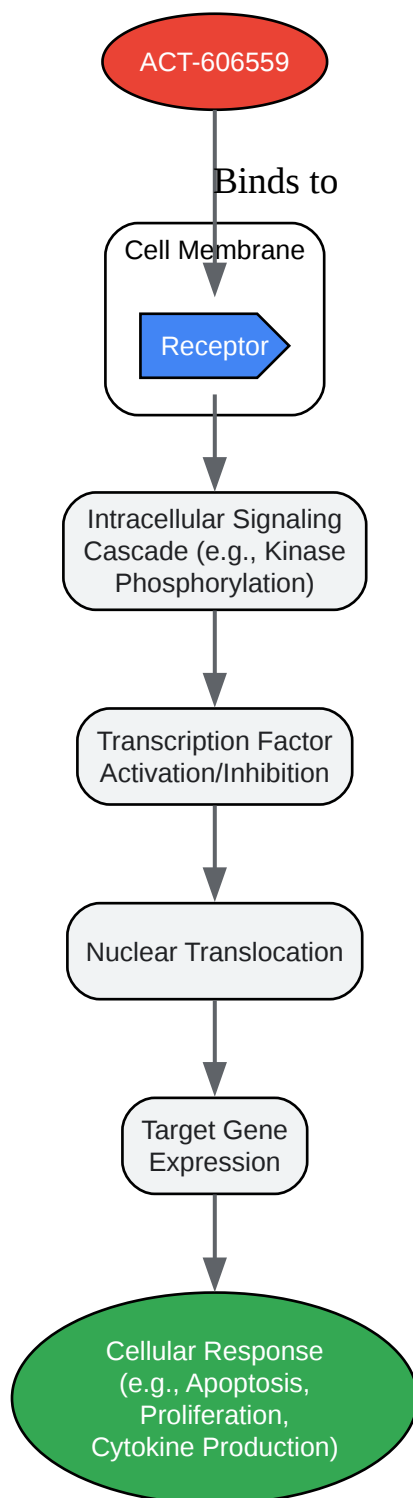 ACT-606559
Binds to
Cell Membrane
Receptor
Intracellular Signaling
Cascade (e.g., Kinase
Phosphorylation)
Transcription Factor
Activation/Inhibition
Nuclear Translocation
Target Gene
Expression
Cellular Response
(e.g., Apoptosis,
Proliferation,
Cytokine Production)